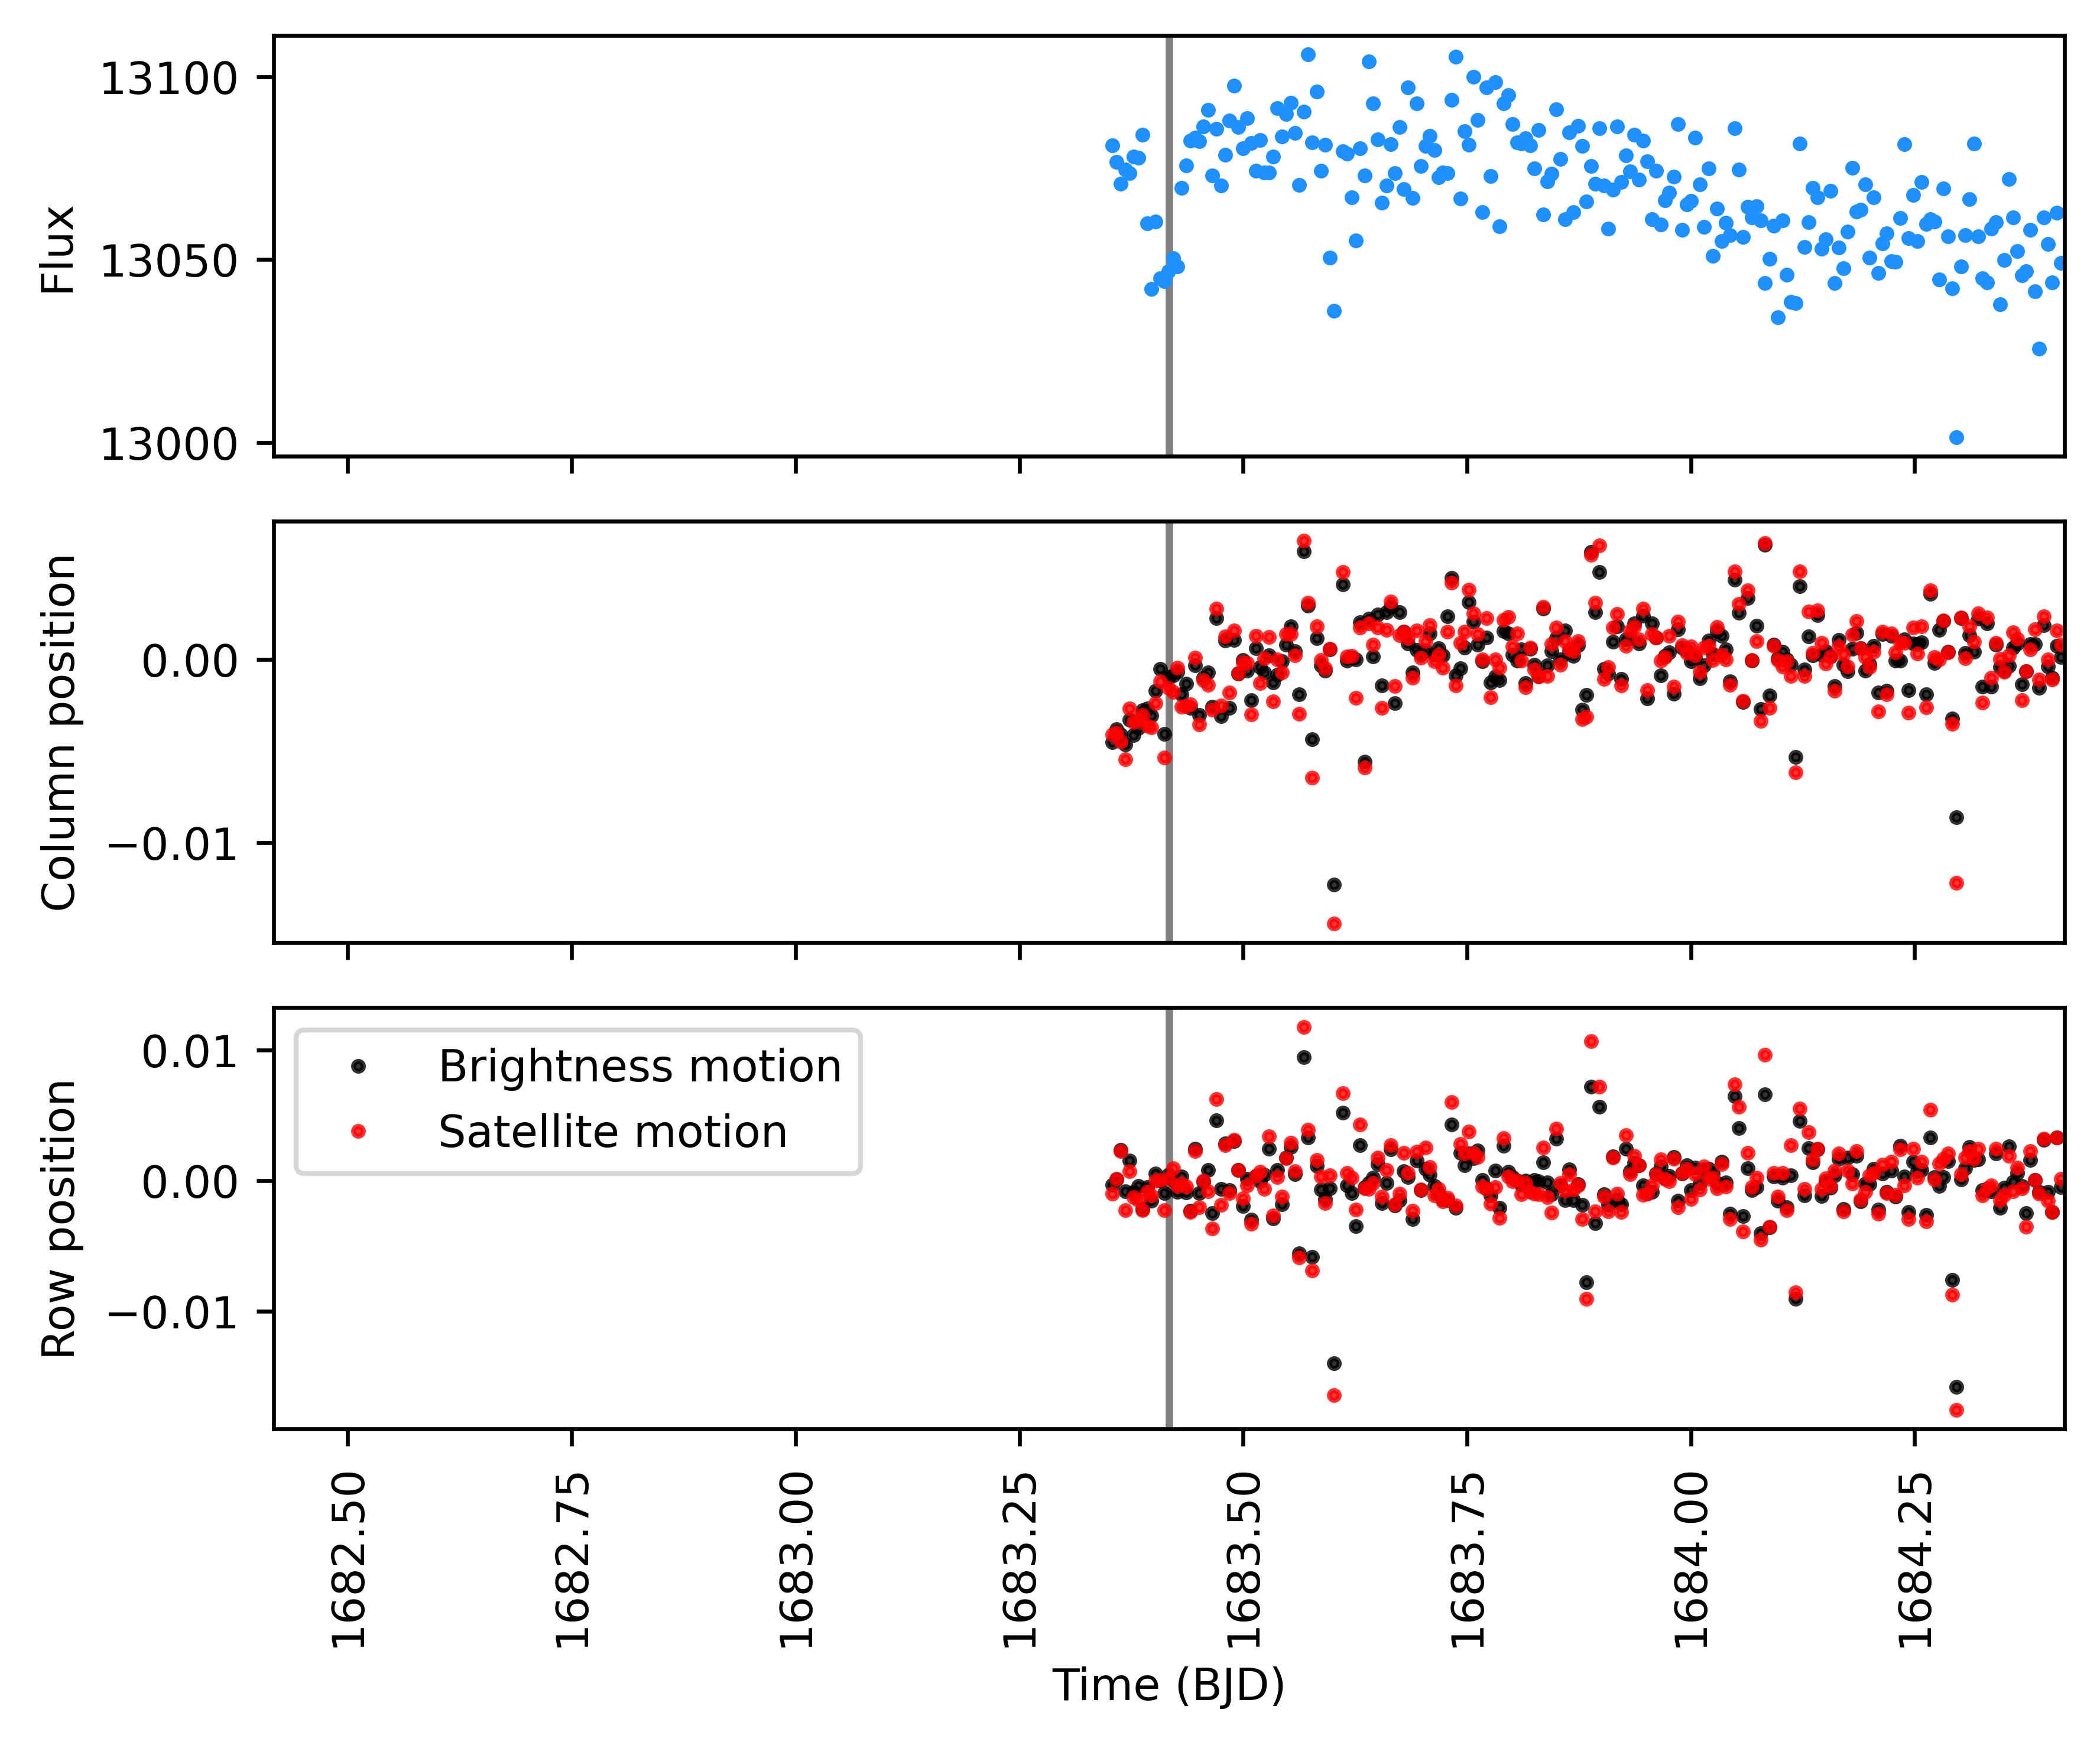 13100
13050
13000
Flux
0.00
−0.01
Column position
0.01
0.00
−0.01
Row position
Brightness motion
Satellite motion
1682.50
1682.75
1683.00
1683.25
1683.50
1683.75
1684.00
1684.25
Time (BJD)